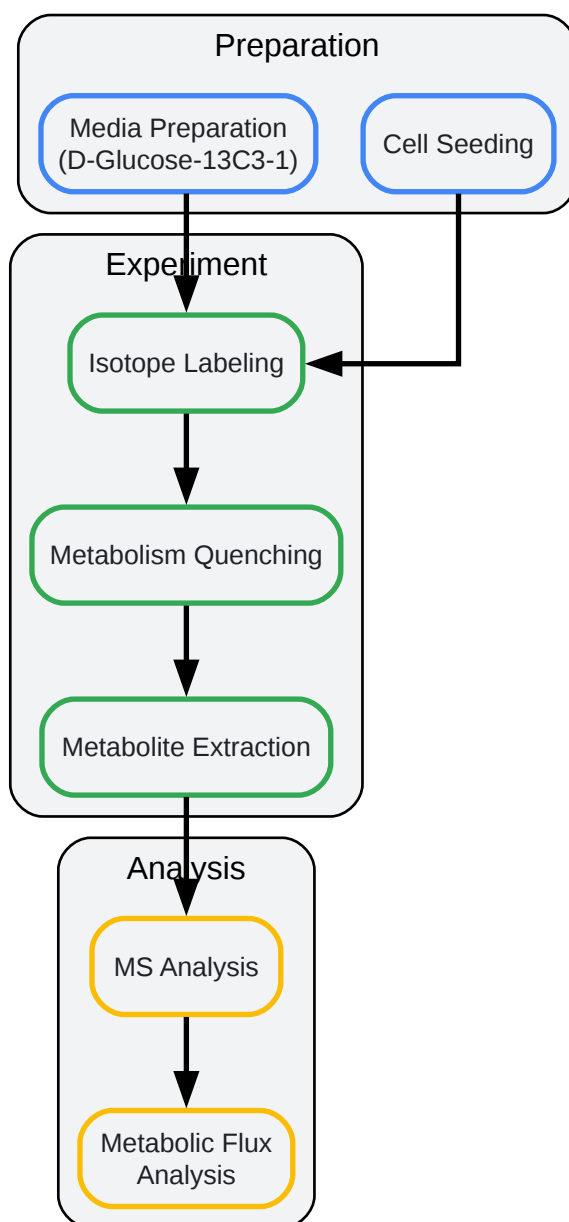 Preparation
Media Preparation
(D-Glucose-13C3-1)
Cell Seeding
Experiment
Isotope Labeling
Metabolism Quenching
Metabolite Extraction
Analysis
MS Analysis
Metabolic Flux
Analysis